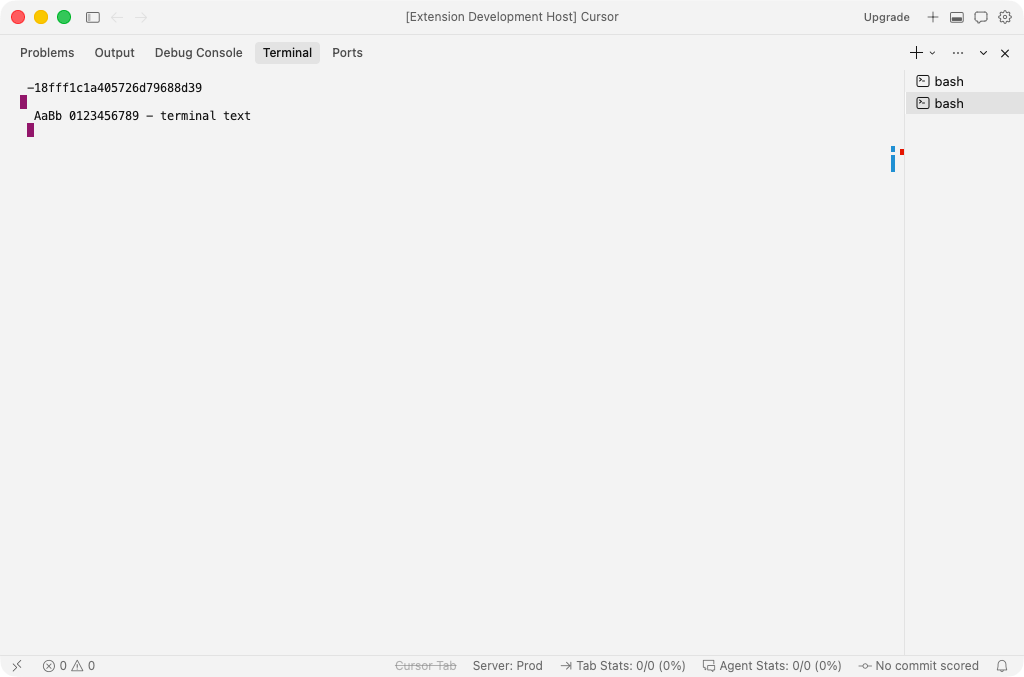 [Extension Development Host] Cursor
Upgrade
Problems Output Debug Console Terminal Ports
-18fff1c1a405726d79688d39
AaBb 0123456789 - terminal text
bash
bash
0 0 Cursor Tab Server: Prod Tab Stats: 0/0 (0%) Agent Stats: 0/0 (0%) No commit scored